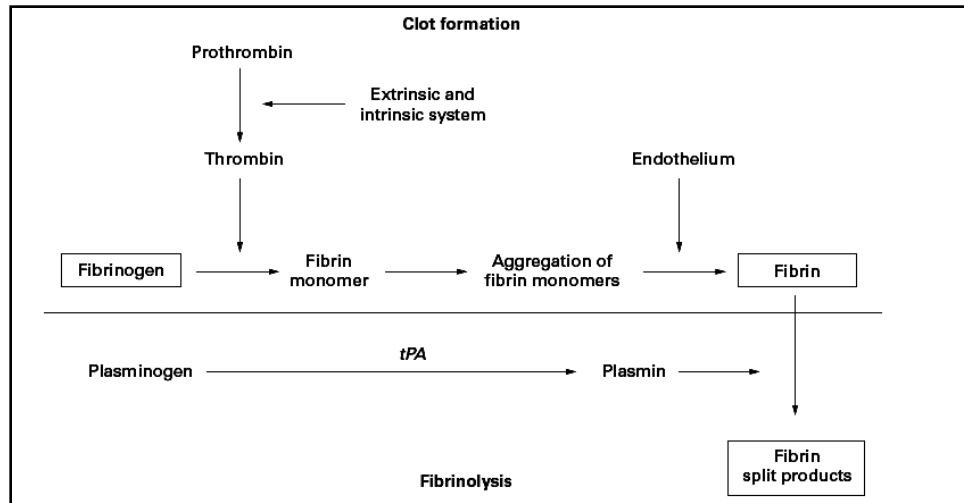 Clot formation
Prothrombin
Extrinsic and
intrinsic system
Thrombin
Endothelium
Fibrinogen
Fibrin
monomer
Aggregation of
fibrin monomers
Fibrin
Plasminogen
tPA
Plasmin
Fibrin
split products
Fibrinolysis